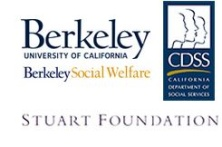 Berkeley
UNIVERSITY OF CALIFORNIA
Berkeley Social Welfare
CDSS
CALIFORNIA
DEPARTMENT OF
SOCIAL SERVICES
STUART FOUNDATION